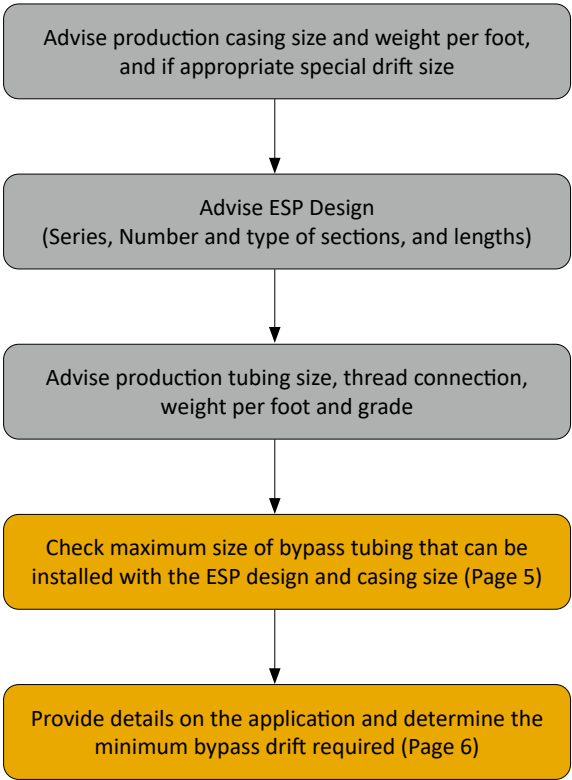 Advise production casing size and weight per foot,
and if appropriate special drift size
Advise ESP Design
(Series, Number and type of sections, and lengths)
Advise production tubing size, thread connection,
weight per foot and grade
Check maximum size of bypass tubing that can be
installed with the ESP design and casing size (Page 5)
Provide details on the application and determine the
minimum bypass drift required (Page 6)